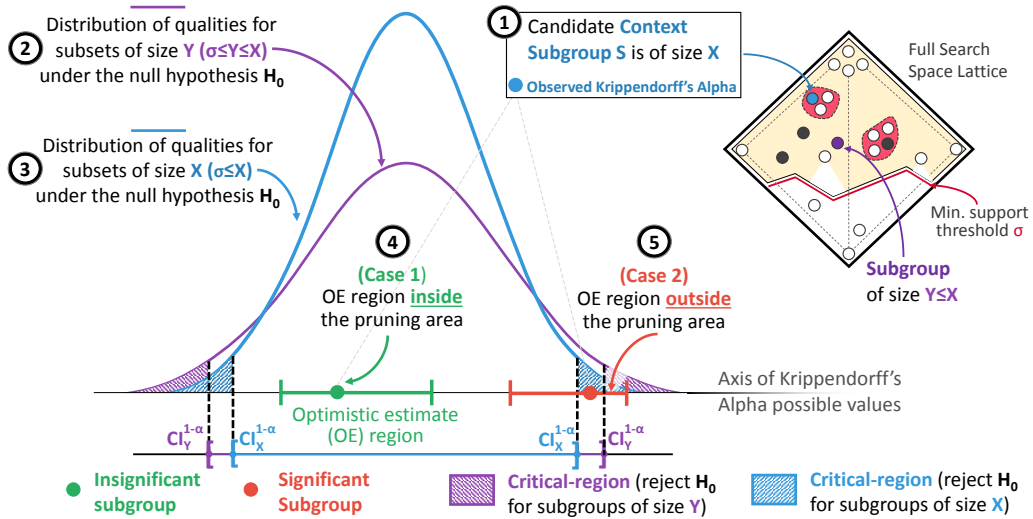 1
Candidate Context
Subgroup S is of size X
Observed Krippendorff's Alpha
Full Search
Space Lattice
Min. support
threshold σ
Subgroup
of size Y≤X
2
Distribution of qualities for
subsets of size Y (σ≤Y≤X)
under the null hypothesis H0
3
Distribution of qualities for
subsets of size X (σ≤X)
under the null hypothesis H0
4
(Case 1)
OE region inside
the pruning area
5
(Case 2)
OE region outside
the pruning area
Optimistic estimate
(OE) region
Axis of Krippendorff's
Alpha possible values
CI_Y^1-α
CI_X^1-α
CI_X^1-α
CI_Y^1-α
Insignificant
subgroup
Significant
Subgroup
Critical-region (reject H0
for subgroups of size Y)
Critical-region (reject H0
for subgroups of size X)